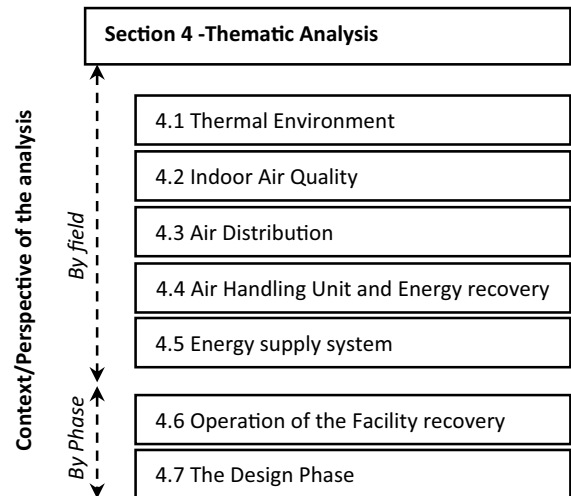 Section 4 -Thematic Analysis
Context/Perspective of the analysis
By field
4.1 Thermal Environment
4.2 Indoor Air Quality
4.3 Air Distribution
4.4 Air Handling Unit and Energy recovery
4.5 Energy supply system
By Phase
4.6 Operation of the Facility recovery
4.7 The Design Phase